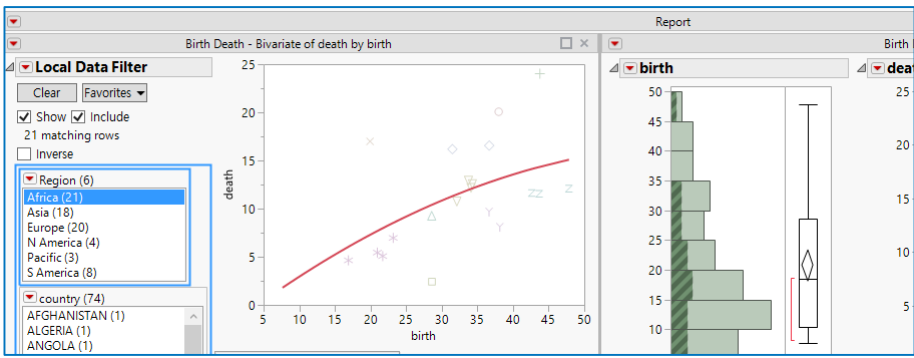 Report
Birth Death - Bivariate of death by birth
Birth
Local Data Filter
Clear Favorites
Show Include
21 matching rows
Inverse
Region (6)
Africa (21)
Asia (18)
Europe (20)
N America (4)
Pacific (3)
S America (8)
country (74)
AFGHANISTAN (1)
ALGERIA (1)
ANGOLA (1)
25
20
15
10
5
0
death
5 10 15 20 25 30 35 40 45 50
birth
birth
50
45
40
35
30
25
20
15
10
25
20
15
10
5